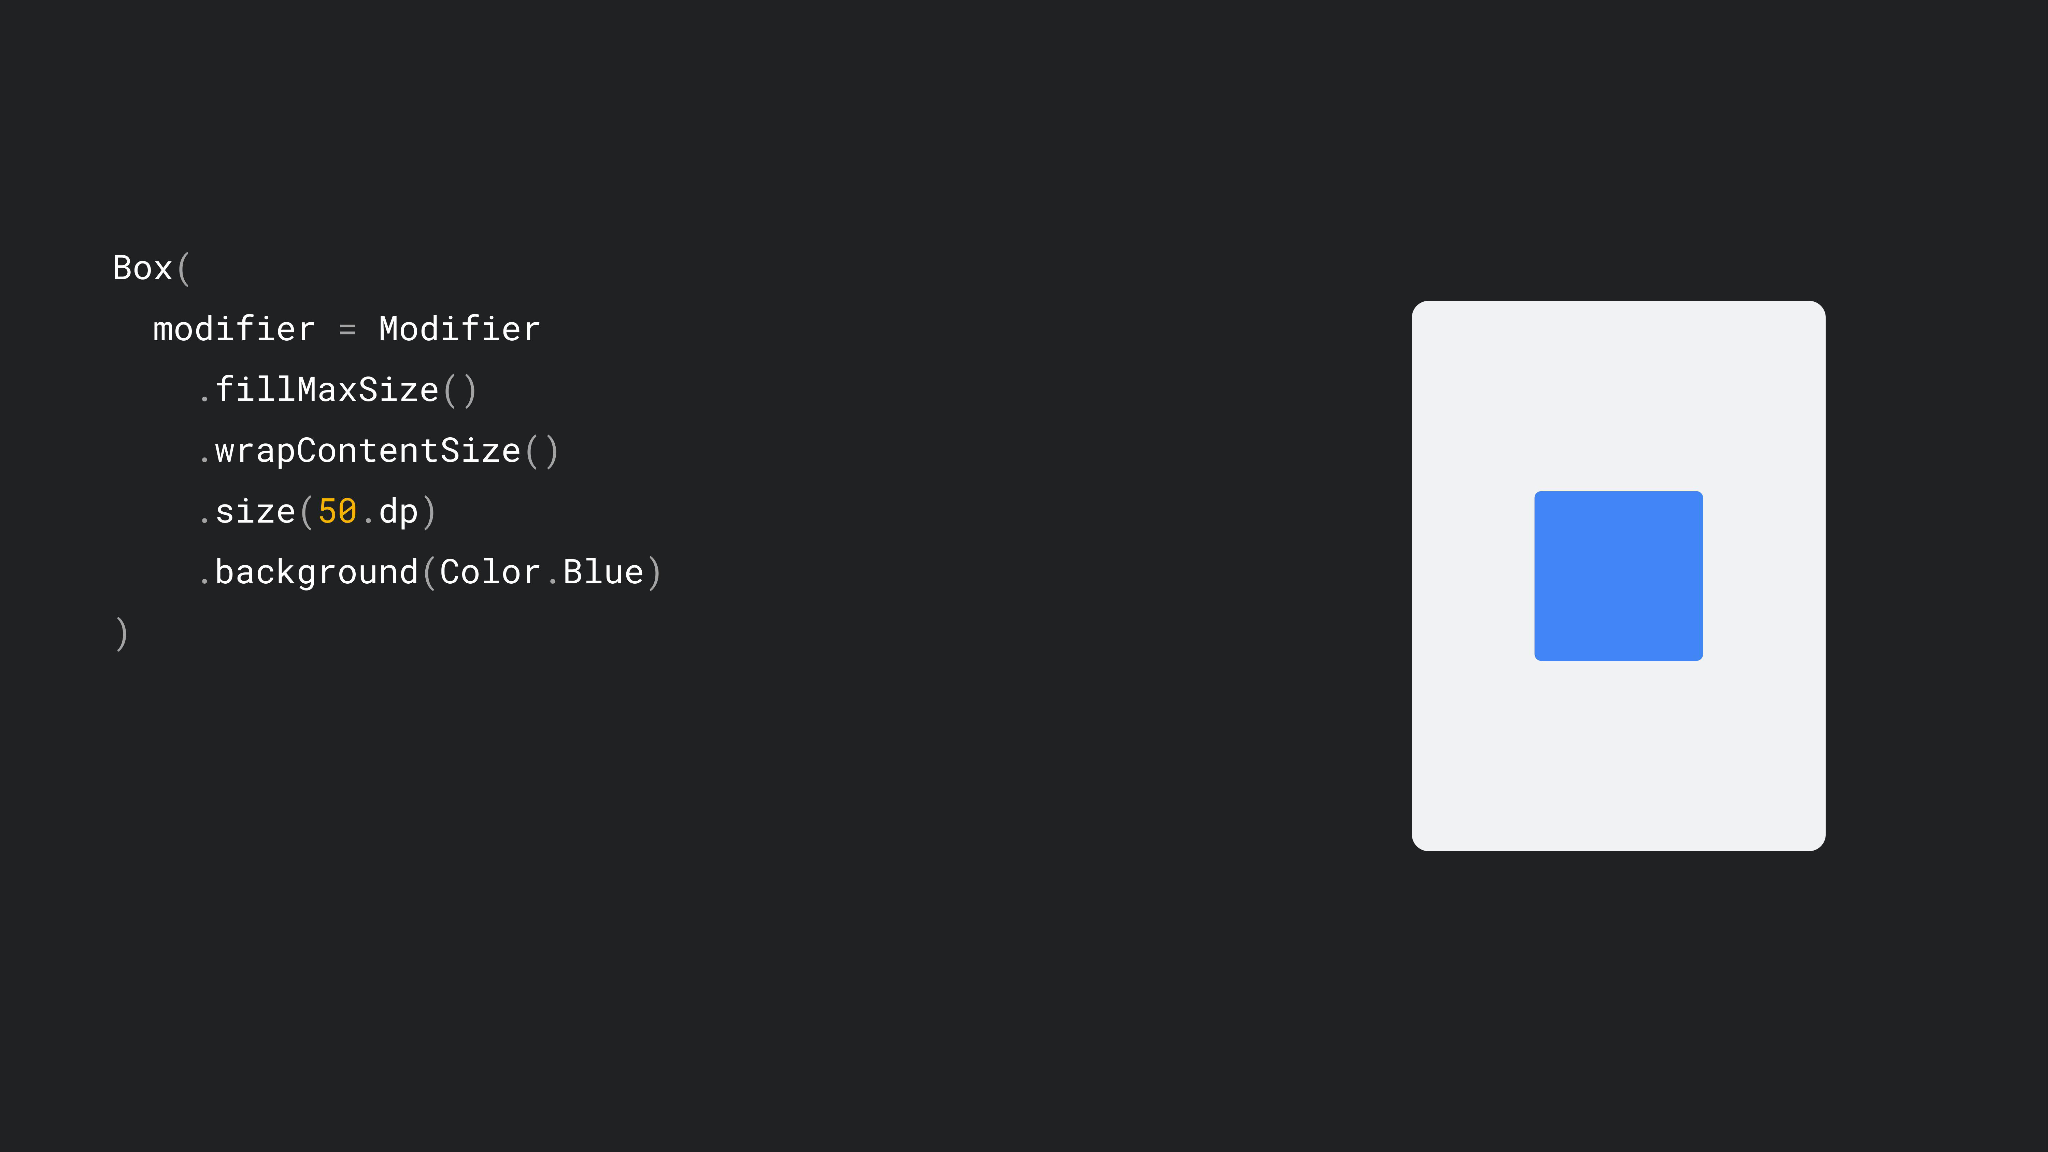 Box(
  modifier = Modifier
    .fillMaxSize()
    .wrapContentSize()
    .size(50.dp)
    .background(Color.Blue)
)